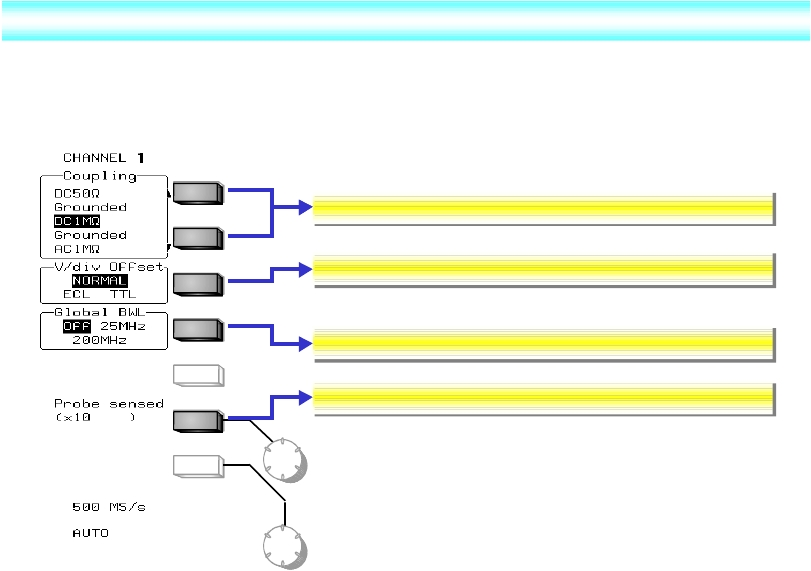 CHANNEL 1
Coupling
DC50Ω
Grounded
DC1MΩ
Grounded
AC1MΩ
V/div Offset
NORMAL
ECL TTL
Global BWL
Off 25MHz
200MHz
Probe sensed
(x10 )
500 MS/s
AUTO